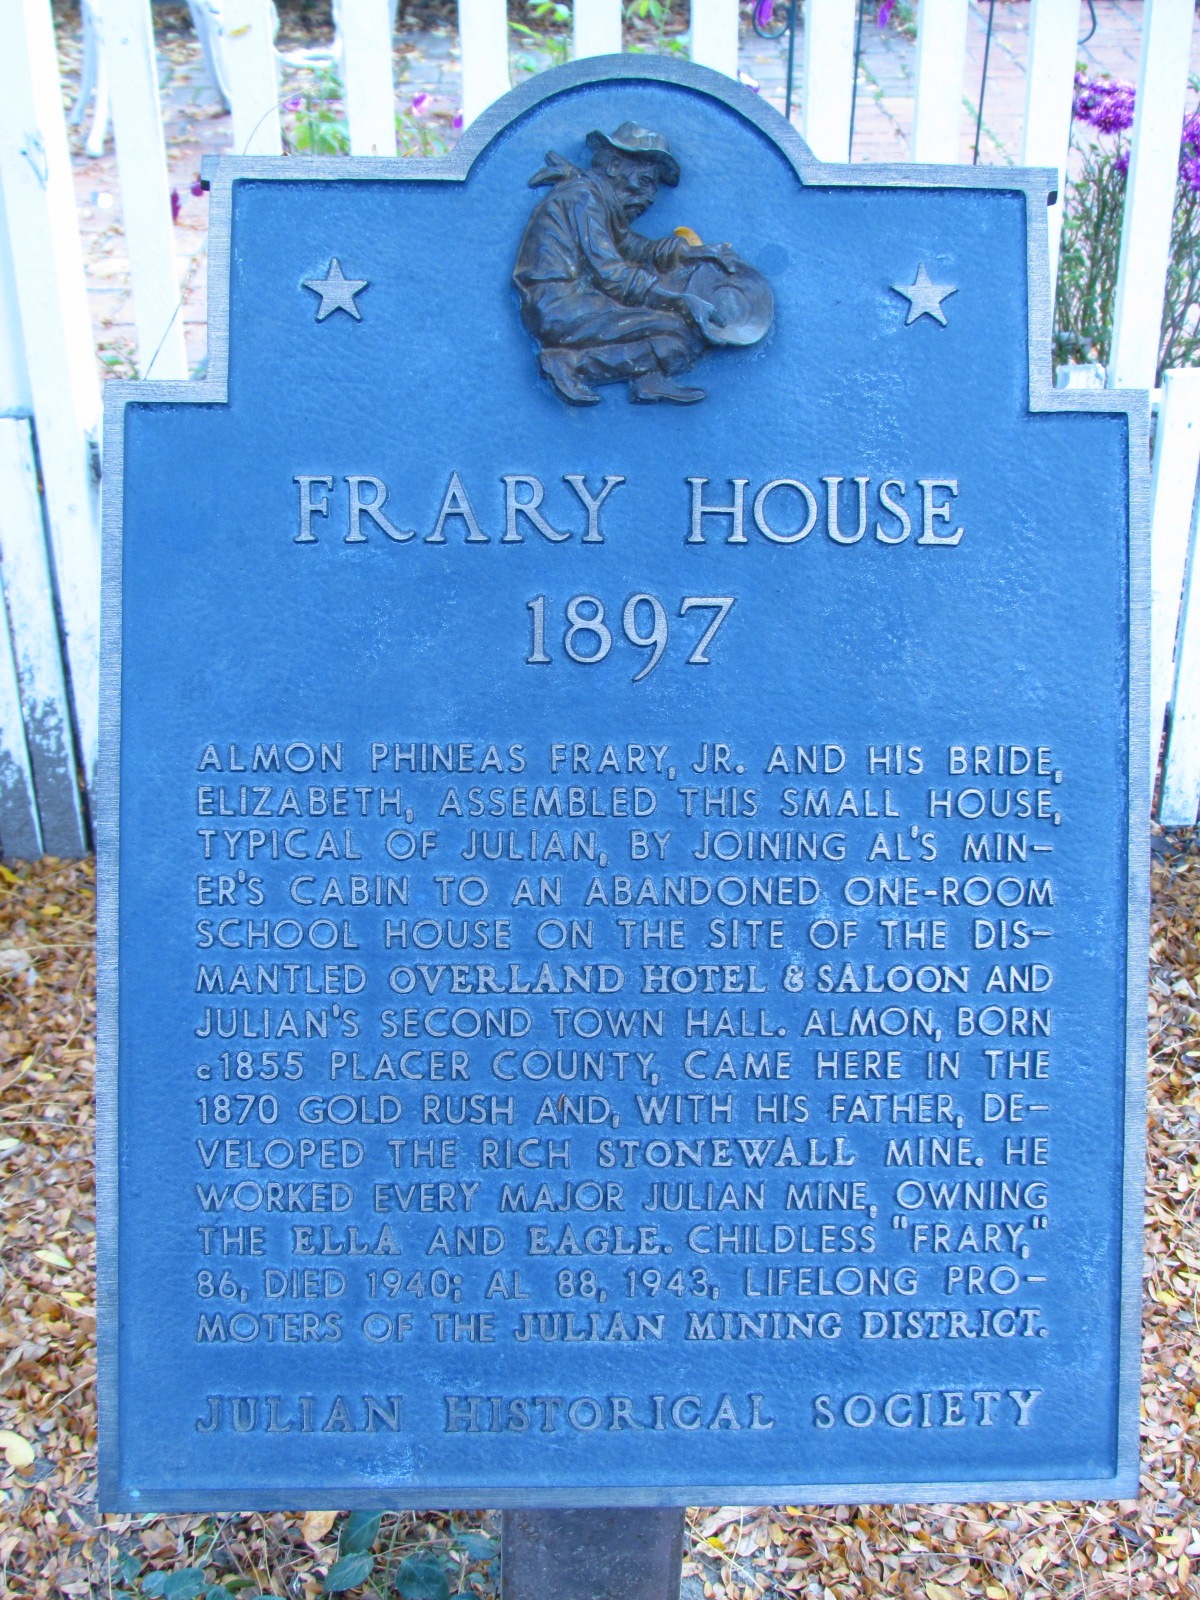 FRARY HOUSE
1897
ALMON PHINEAS FRARY, JR. AND HIS BRIDE,
ELIZABETH, ASSEMBLED THIS SMALL HOUSE,
TYPICAL OF JULIAN, BY JOINING AL'S MIN-
ER'S CABIN TO AN ABANDONED ONE-ROOM
SCHOOL HOUSE ON THE SITE OF THE DIS-
MANTLED OVERLAND HOTEL & SALOON AND
JULIAN'S SECOND TOWN HALL. ALMON, BORN
c1855 PLACER COUNTY, CAME HERE IN THE
1870 GOLD RUSH AND, WITH HIS FATHER, DE-
VELOPED THE RICH STONEWALL MINE. HE
WORKED EVERY MAJOR JULIAN MINE, OWNING
THE ELLA AND EAGLE. CHILDLESS "FRARY,"
86, DIED 1940; AL 88, 1943, LIFELONG PRO-
MOTERS OF THE JULIAN MINING DISTRICT.
JULIAN HISTORICAL SOCIETY